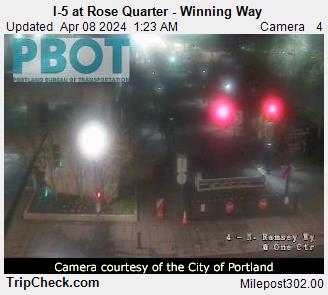 I-5 at Rose Quarter - Winning Way
Updated Apr 08 2024 1:23 AM Camera 4
PBOT
PORTLAND BUREAU OF TRANSPORTATION
4 - N. Ramsey Wy
@ One Ctr
Camera courtesy of the City of Portland
TripCheck.com Milepost302.00